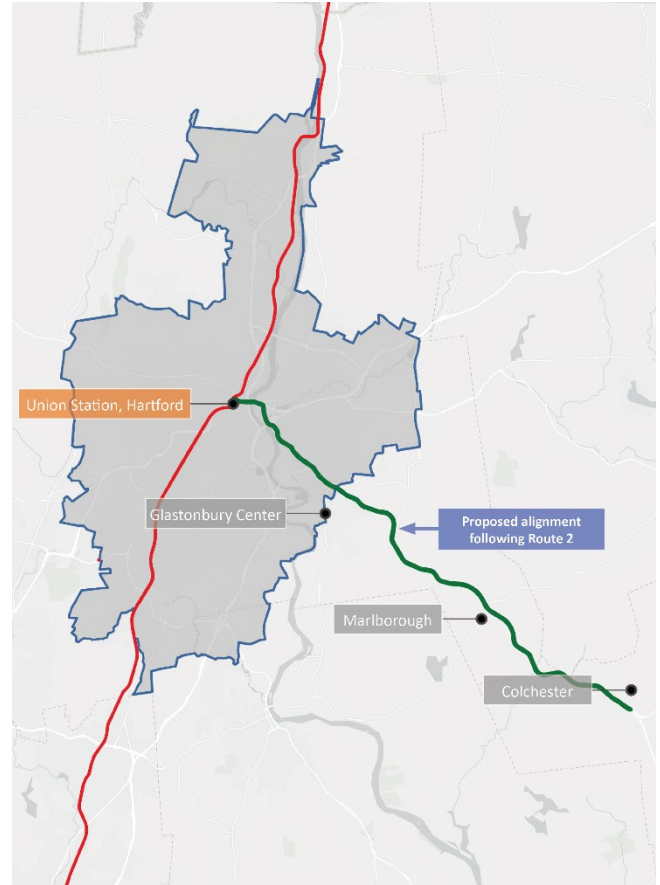 Union Station, Hartford
Glastonbury Center
Proposed alignment
following Route 2
Marlborough
Colchester